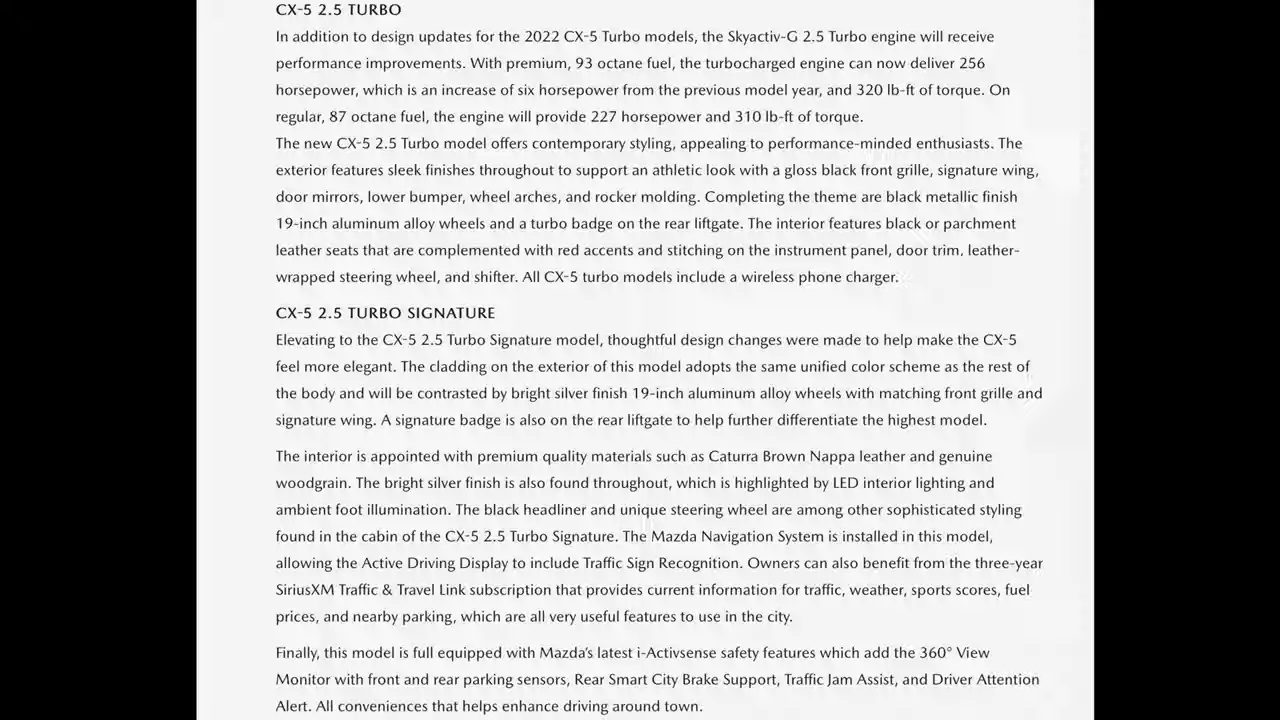 CX-5 2.5 TURBO
In addition to design updates for the 2022 CX-5 Turbo models, the Skyactiv-G 2.5 Turbo engine will receive
performance improvements. With premium, 93 octane fuel, the turbocharged engine can now deliver 256
horsepower, which is an increase of six horsepower from the previous model year, and 320 lb-ft of torque. On
regular, 87 octane fuel, the engine will provide 227 horsepower and 310 lb-ft of torque.
The new CX-5 2.5 Turbo model offers contemporary styling, appealing to performance-minded enthusiasts. The
exterior features sleek finishes throughout to support an athletic look with a gloss black front grille, signature wing,
door mirrors, lower bumper, wheel arches, and rocker molding. Completing the theme are black metallic finish
19-inch aluminum alloy wheels and a turbo badge on the rear liftgate. The interior features black or parchment
leather seats that are complemented with red accents and stitching on the instrument panel, door trim, leather-
wrapped steering wheel, and shifter. All CX-5 turbo models include a wireless phone charger.
CX-5 2.5 TURBO SIGNATURE
Elevating to the CX-5 2.5 Turbo Signature model, thoughtful design changes were made to help make the CX-5
feel more elegant. The cladding on the exterior of this model adopts the same unified color scheme as the rest of
the body and will be contrasted by bright silver finish 19-inch aluminum alloy wheels with matching front grille and
signature wing. A signature badge is also on the rear liftgate to help further differentiate the highest model.
The interior is appointed with premium quality materials such as Caturra Brown Nappa leather and genuine
woodgrain. The bright silver finish is also found throughout, which is highlighted by LED interior lighting and
ambient foot illumination. The black headliner and unique steering wheel are among other sophisticated styling
found in the cabin of the CX-5 2.5 Turbo Signature. The Mazda Navigation System is installed in this model,
allowing the Active Driving Display to include Traffic Sign Recognition. Owners can also benefit from the three-year
SiriusXM Traffic & Travel Link subscription that provides current information for traffic, weather, sports scores, fuel
prices, and nearby parking, which are all very useful features to use in the city.
Finally, this model is full equipped with Mazda's latest i-Activsense safety features which add the 360° View
Monitor with front and rear parking sensors, Rear Smart City Brake Support, Traffic Jam Assist, and Driver Attention
Alert. All conveniences that helps enhance driving around town.